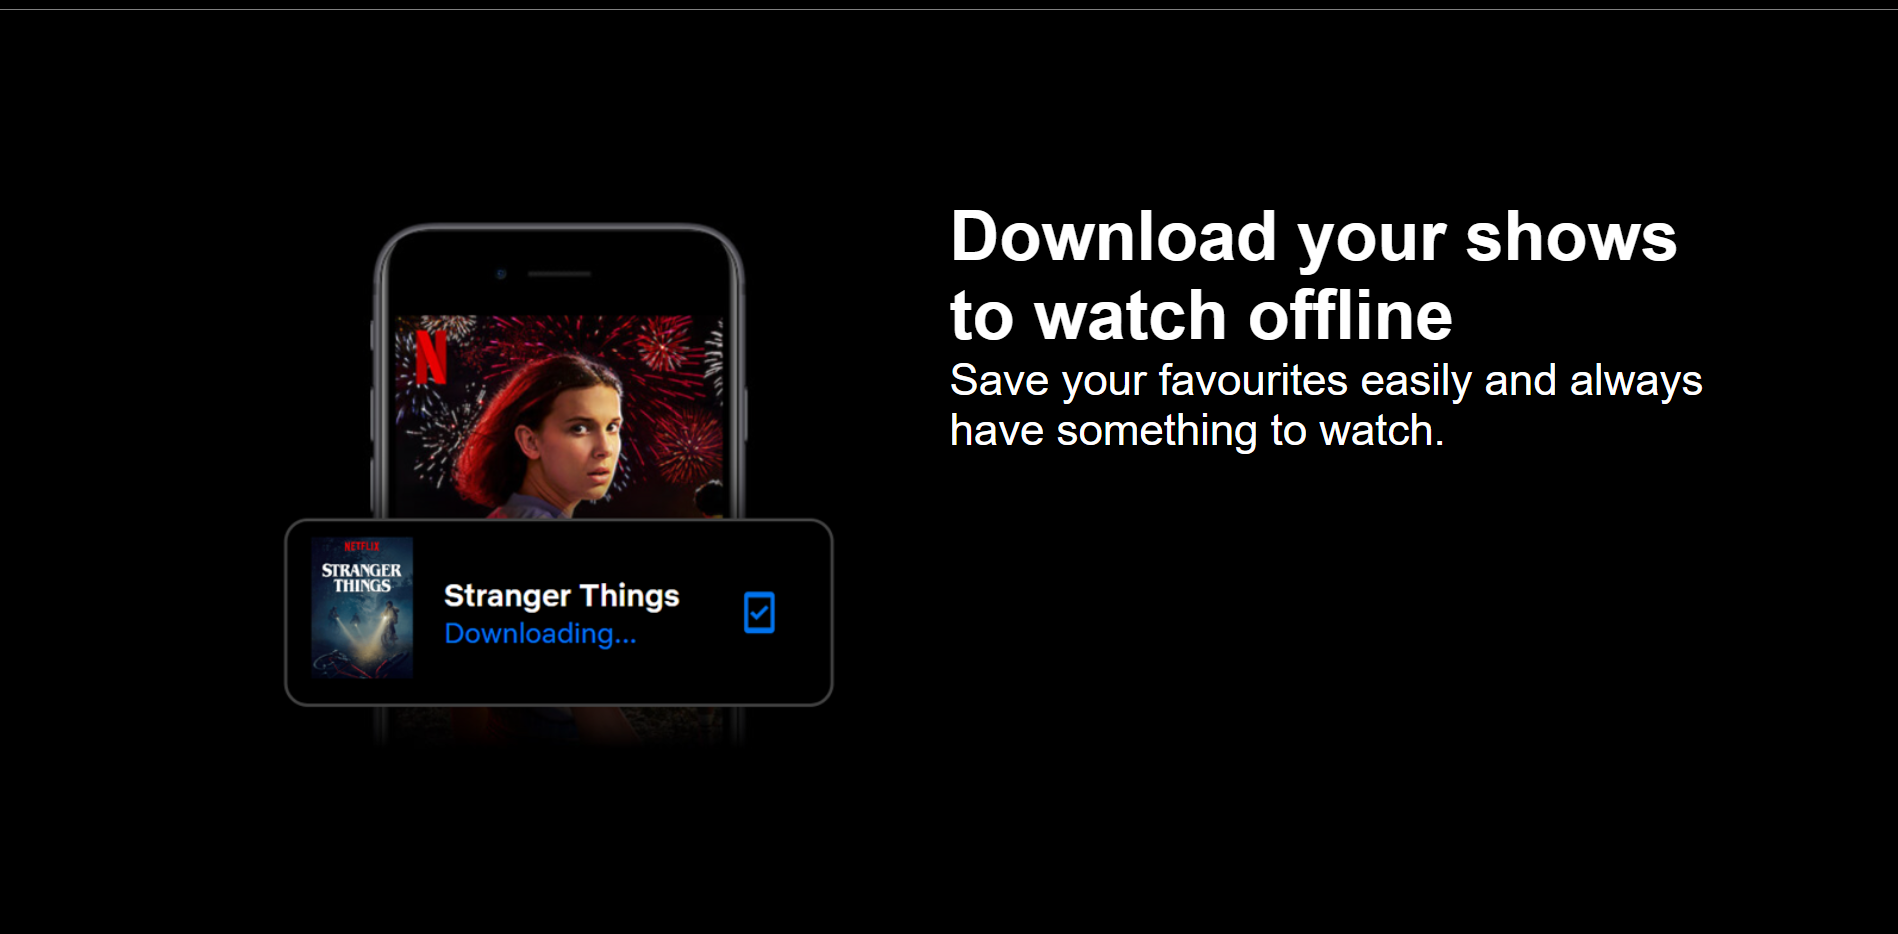 Download your shows
to watch offline
Save your favourites easily and always
have something to watch.
N
NETFLIX
STRANGER
THINGS
Stranger Things
Downloading...